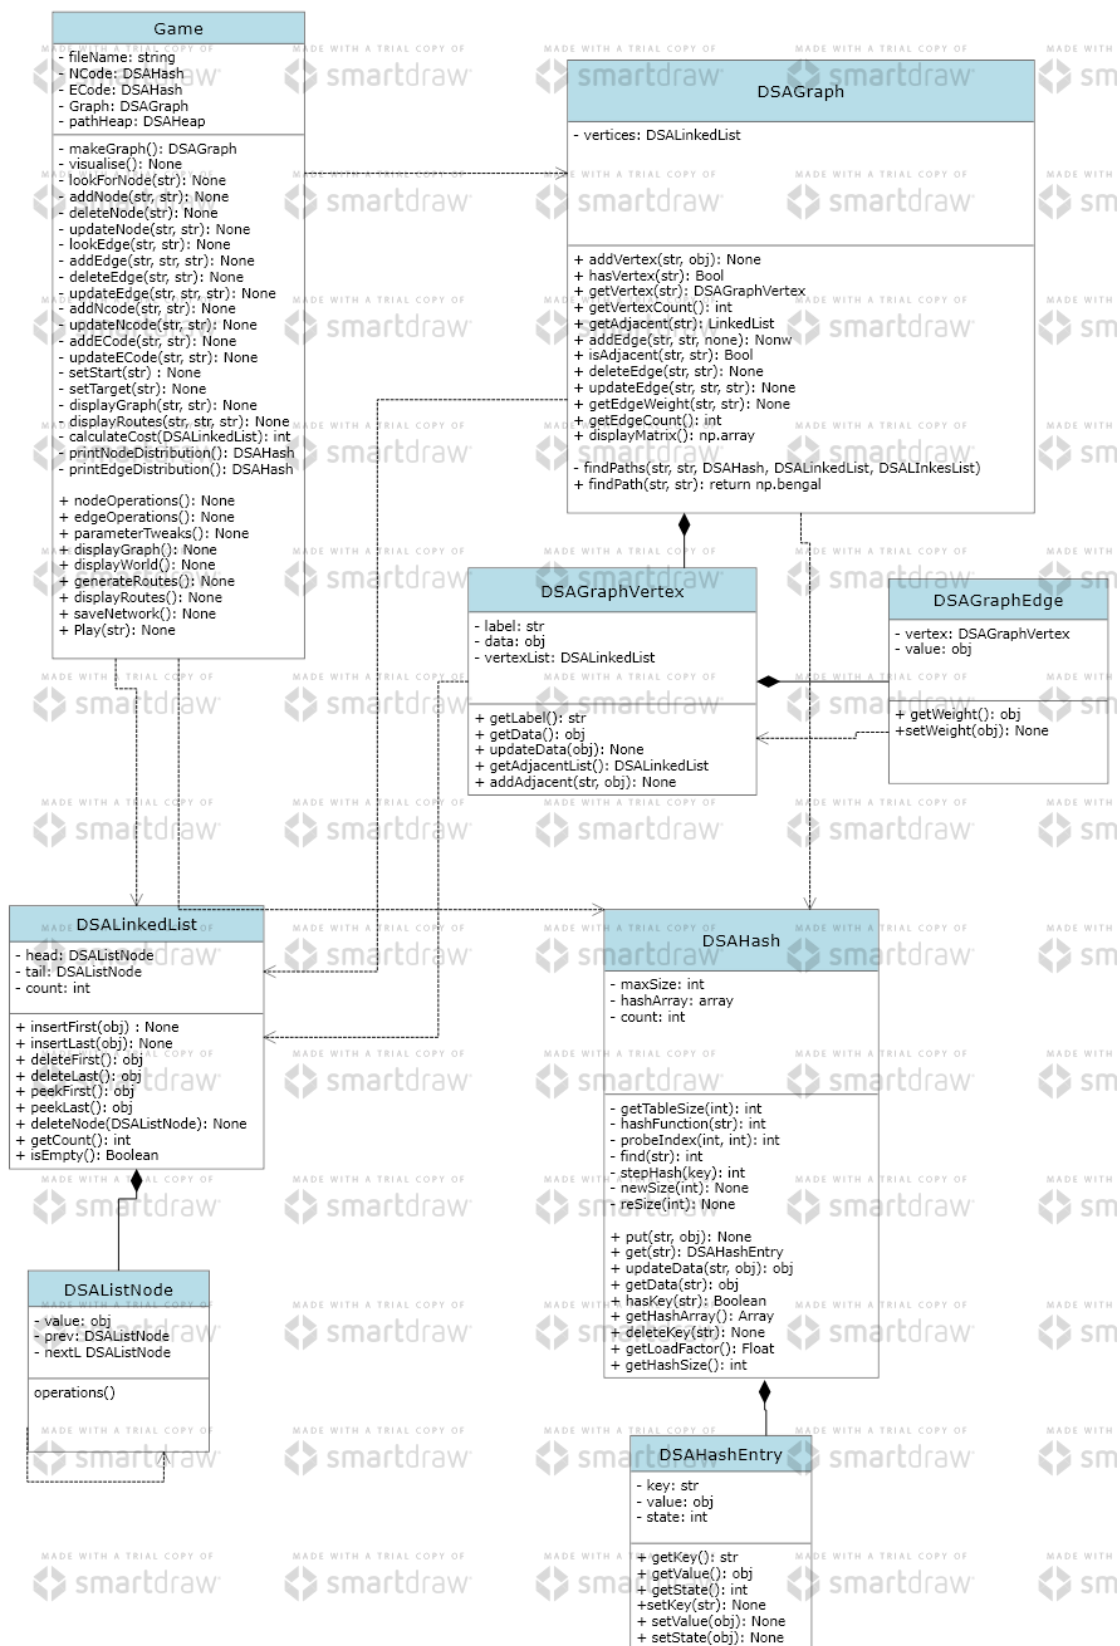 Game
- fileName: string
- NCode: DSAHash
- ECode: DSAHash
- Graph: DSAGraph
- pathHeap: DSAHeap
- makeGraph(): DSAGraph
- visualise(): None
- lookForNode(str): None
- addNode(str, str): None
- deleteNode(str): None
- updateNode(str, str): None
- lookEdge(str, str): None
- addEdge(str, str, str): None
- deleteEdge(str, str): None
- updateEdge(str, str, str): None
- addNcode(str, str): None
- updateNcode(str, str): None
- addECode(str, str): None
- updateECode(str, str): None
- setStart(str) : None
- setTarget(str): None
- displayGraph(str, str): None
- displayRoutes(str, str, str): None
- calculateCost(DSALinkedList): int
- printNodeDistribution(): DSAHash
- printEdgeDistribution(): DSAHash
+ nodeOperations(): None
+ edgeOperations(): None
+ parameterTweaks(): None
+ displayGraph(): None
+ displayWorld(): None
+ generateRoutes(): None
+ displayRoutes(): None
+ saveNetwork(): None
+ Play(str): None
DSAGraph
- vertices: DSALinkedList
+ addVertex(str, obj): None
+ hasVertex(str): Bool
+ getVertex(str): DSAGraphVertex
+ getVertexCount(): int
+ getAdjacent(str): LinkedList
+ addEdge(str, str, none): Nonw
+ isAdjacent(str, str): Bool
+ deleteEdge(str, str): None
+ updateEdge(str, str, str): None
+ getEdgeWeight(str, str): None
+ getEdgeCount(): int
+ displayMatrix(): np.array
- findPaths(str, str, DSAHash, DSALinkedList, DSALInkesList)
+ findPath(str, str): return np.bengal
DSAGraphVertex
- label: str
- data: obj
- vertexList: DSALinkedList
+ getLabel(): str
+ getData(): obj
+ updateData(obj): None
+ getAdjacentList(): DSALinkedList
+ addAdjacent(str, obj): None
DSAGraphEdge
- vertex: DSAGraphVertex
- value: obj
+ getWeight(): obj
+setWeight(obj): None
DSALinkedList
- head: DSAListNode
- tail: DSAListNode
- count: int
+ insertFirst(obj) : None
+ insertLast(obj): None
+ deleteFirst(): obj
+ deleteLast(): obj
+ peekFirst(): obj
+ peekLast(): obj
+ deleteNode(DSAListNode): None
+ getCount(): int
+ isEmpty(): Boolean
DSAHash
- maxSize: int
- hashArray: array
- count: int
- getTableSize(int): int
- hashFunction(str): int
- probeIndex(int, int): int
- find(str): int
- stepHash(key): int
- newSize(int): None
- reSize(int): None
+ put(str, obj): None
+ get(str): DSAHashEntry
+ updateData(str, obj): obj
+ getData(str): obj
+ hasKey(str): Boolean
+ getHashArray(): Array
+ deleteKey(str): None
+ getLoadFactor(): Float
+ getHashSize(): int
DSAListNode
- value: obj
- prev: DSAListNode
- nextL DSAListNode
operations()
DSAHashEntry
- key: str
- value: obj
- state: int
+ getKey(): str
+ getValue(): obj
+ getState(): int
+setKey(str): None
+ setValue(obj): None
+ setState(obj): None
MADE WITH A TRIAL COPY OF
smartdraw